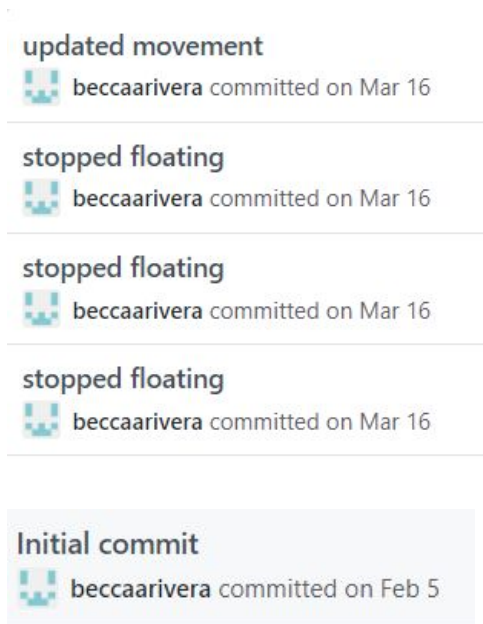 updated movement
beccaarivera committed on Mar 16
stopped floating
beccaarivera committed on Mar 16
stopped floating
beccaarivera committed on Mar 16
stopped floating
beccaarivera committed on Mar 16
Initial commit
beccaarivera committed on Feb 5